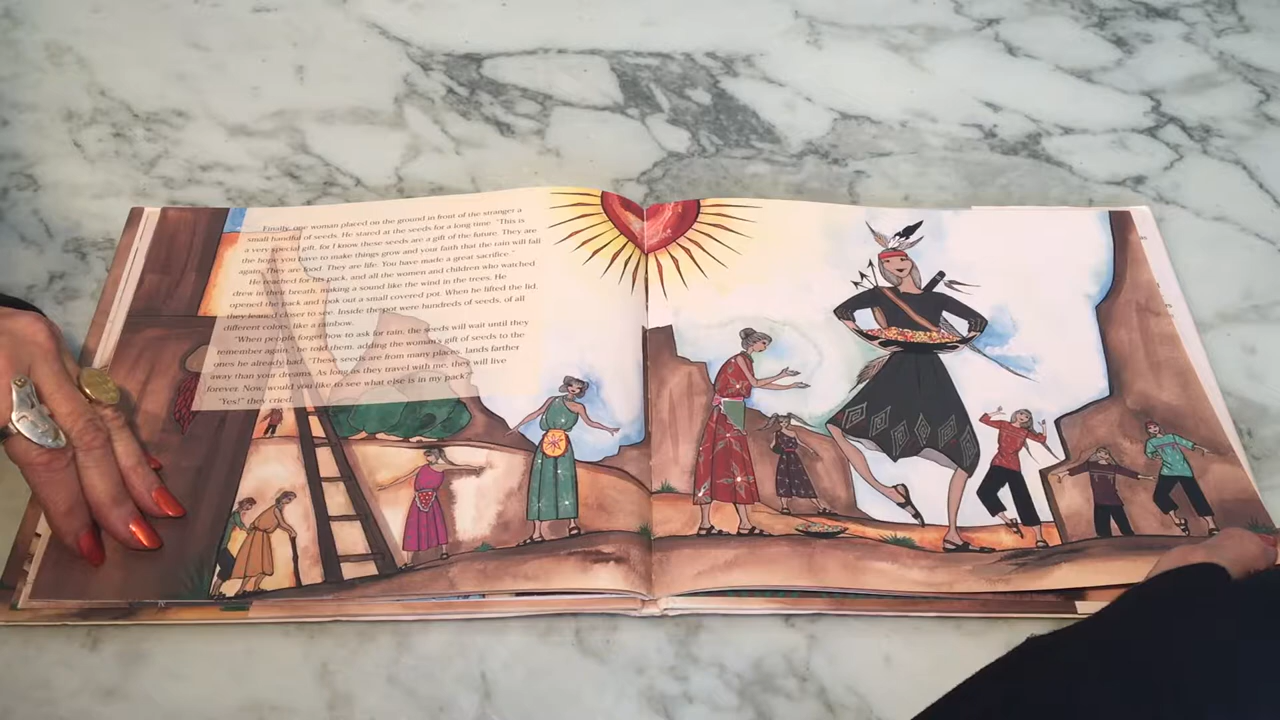 Finally, one woman placed on the ground in front of the stranger a
small handful of seeds. He stared at the seeds for a long time. "This is
a very special gift, for I know these seeds are a gift of the future. They are
the hope you have to make things grow and your faith that the rain will fall
again. They are food. They are life. You have made a great sacrifice."
He reached for his pack, and all the women and children who watched
drew in their breath, making a sound like the wind in the trees. He
opened the pack and took out a small covered pot. When he lifted the lid,
they leaned closer to see. Inside the pot were hundreds of seeds, of all
different colors, like a rainbow.
"When people forget how to ask for rain, the seeds will wait until they
remember again," he told them, adding the woman's gift of seeds to the
ones he already had. "These seeds are from many places, lands farther
away than your dreams. As long as they travel with me, they will live
forever. Now, would you like to see what else is in my pack?"
"Yes!" they cried.